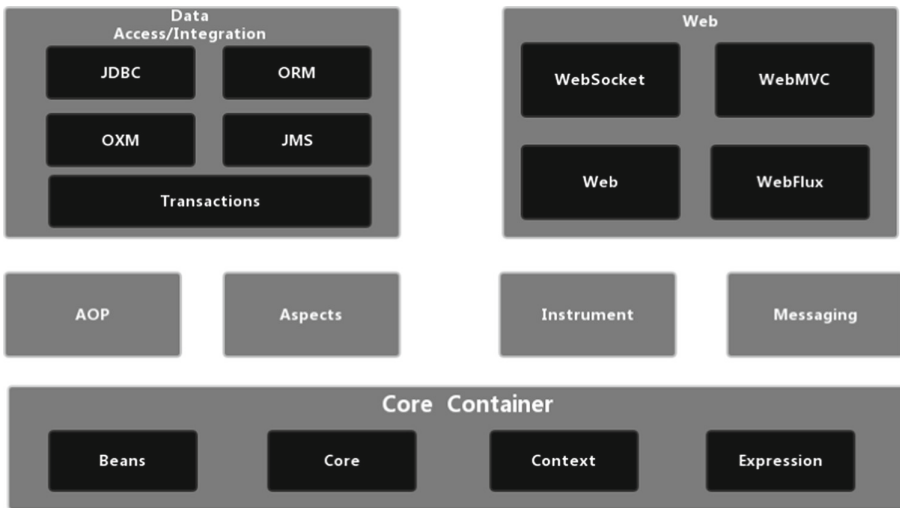 Data
Access/Integration
JDBC
ORM
OXM
JMS
Transactions
Web
WebSocket
WebMVC
Web
WebFlux
AOP
Aspects
Instrument
Messaging
Core Container
Beans
Core
Context
Expression